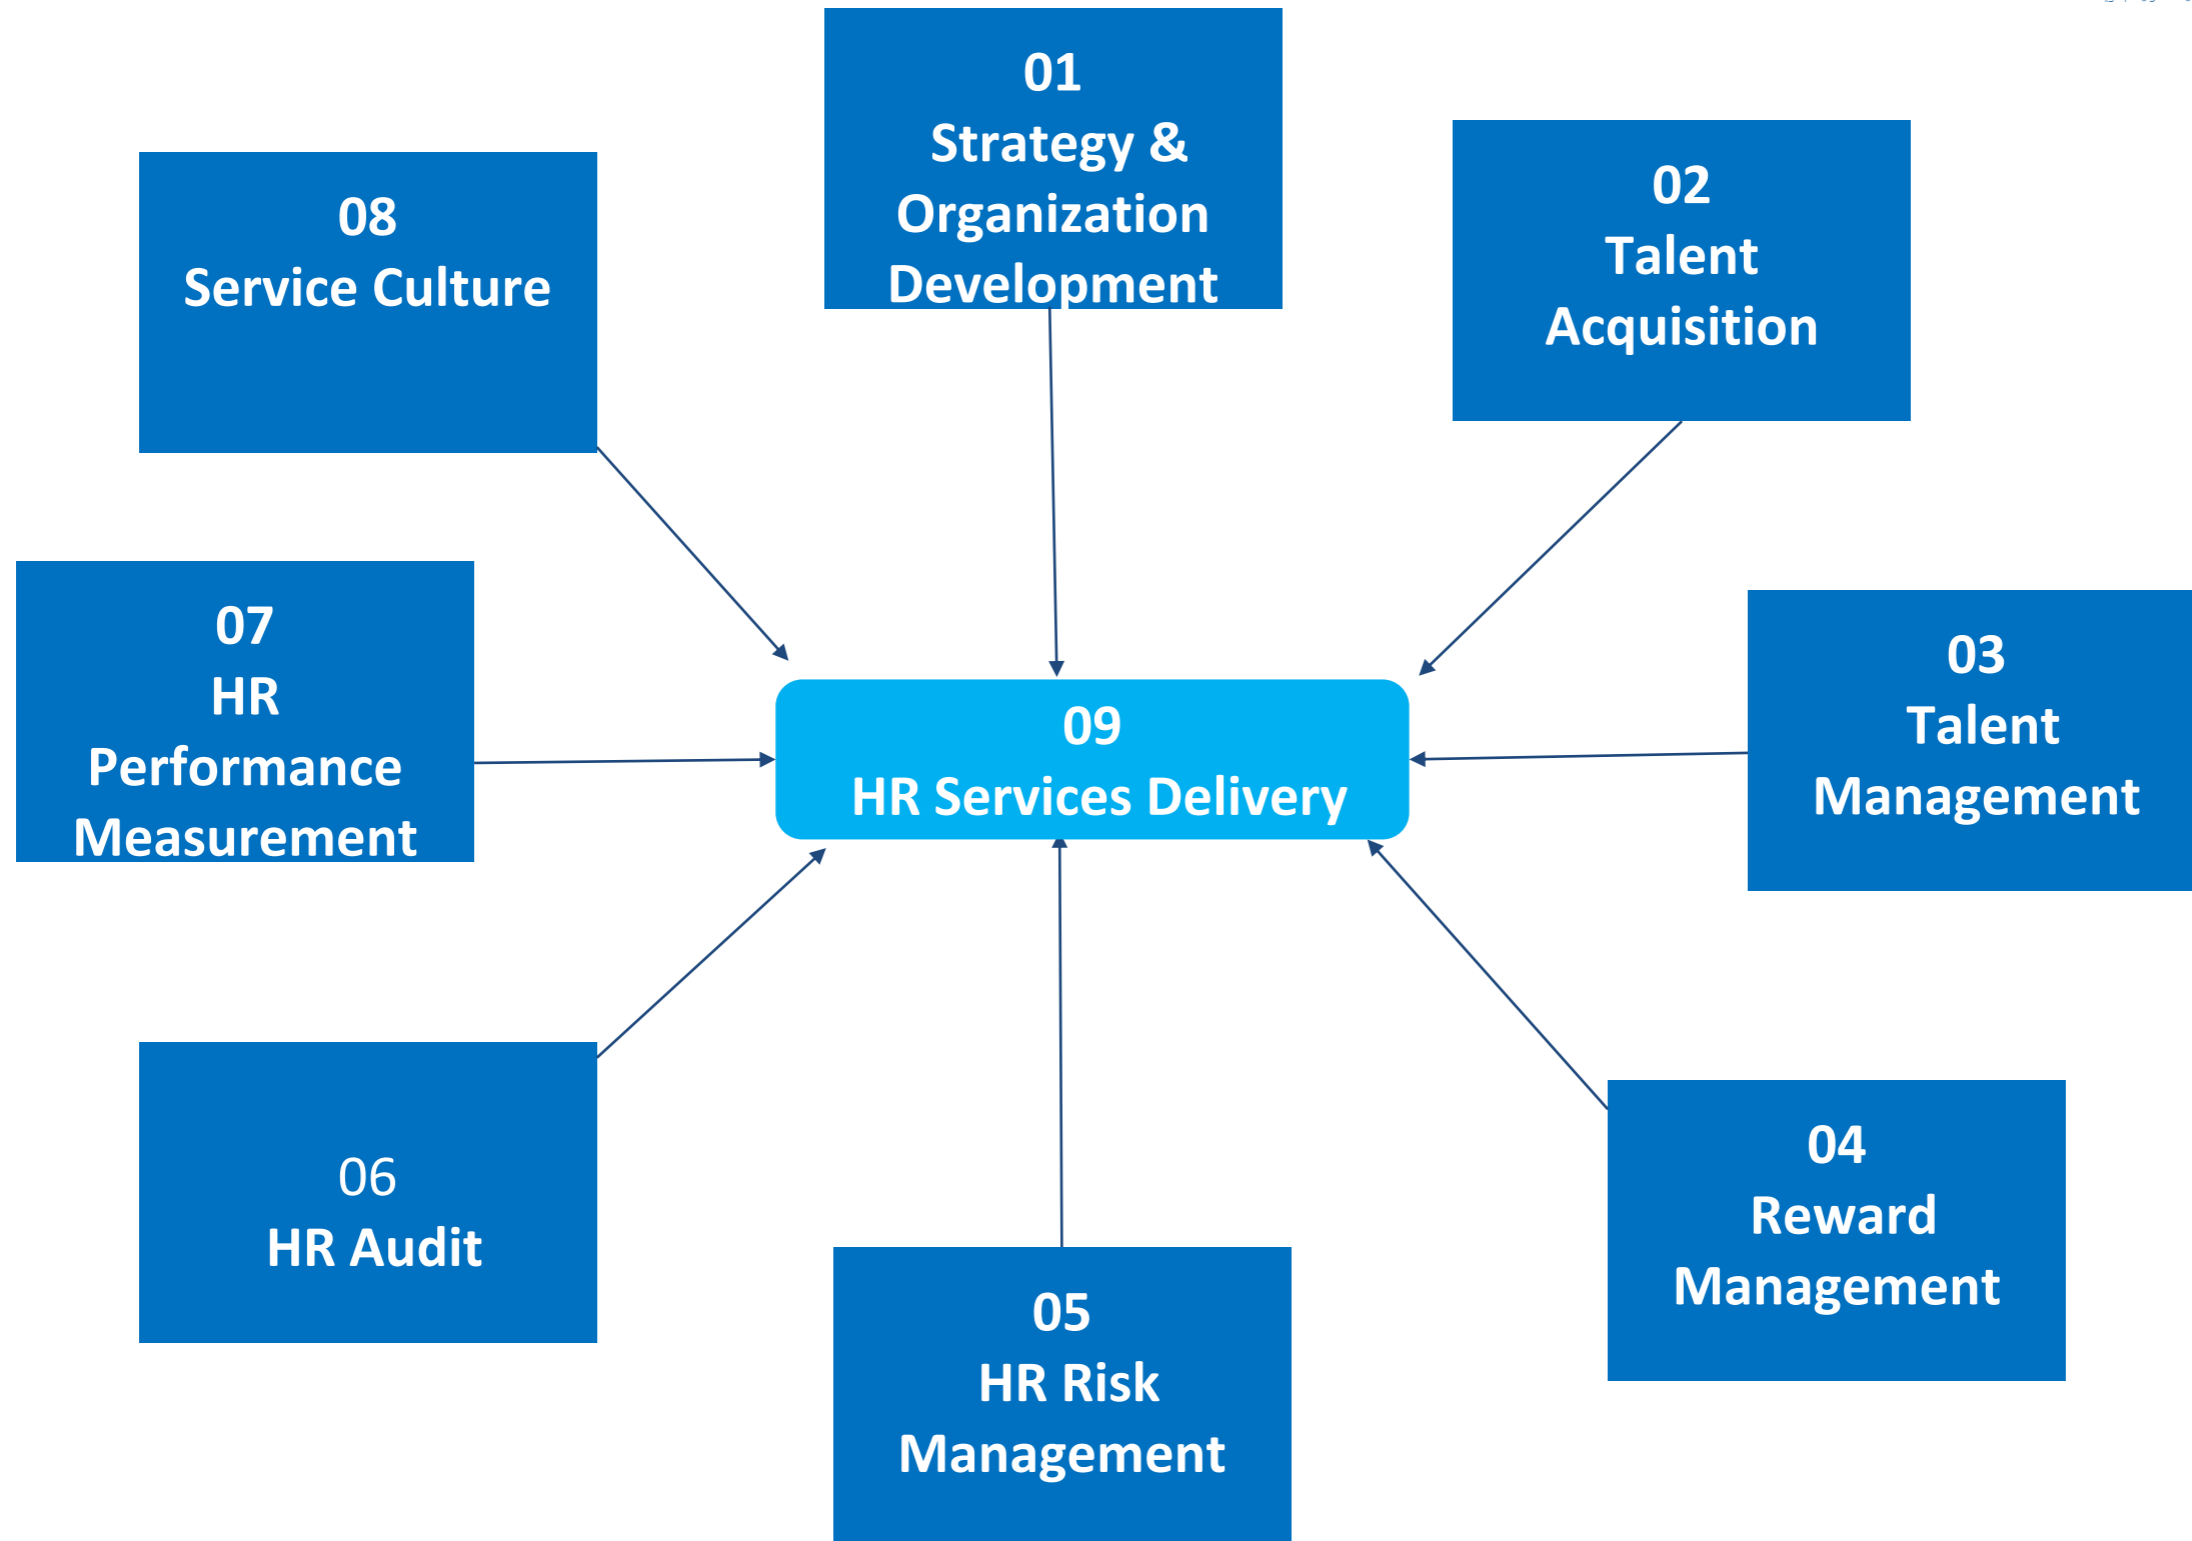 01
Strategy &
Organization
Development
02
Talent
Acquisition
03
Talent
Management
04
Reward
Management
05
HR Risk
Management
06
HR Audit
07
HR
Performance
Measurement
08
Service Culture
09
HR Services Delivery